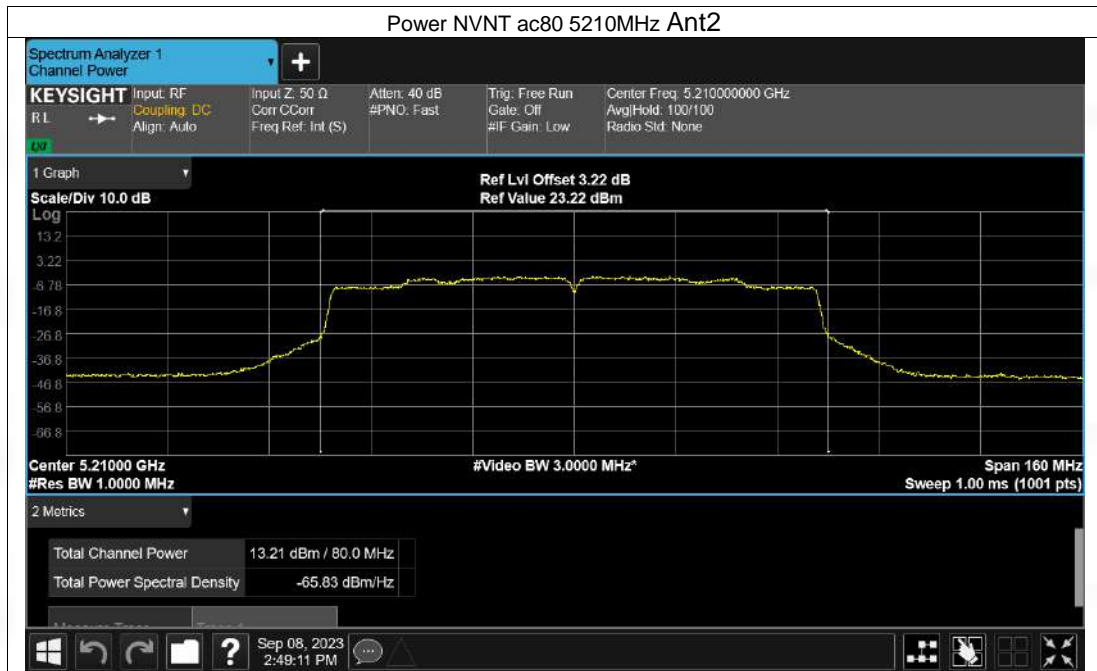 Power NVNT ac80 5210MHz Ant2
Spectrum Analyzer 1
Channel Power
KEYSIGHT
R L
LXI
Input: RF
Coupling: DC
Align: Auto
Input Z: 50 Ω
Corr CCorr
Freq Ref: Int (S)
Atten: 40 dB
#PNO: Fast
Trig: Free Run
Gate: Off
#IF Gain: Low
Center Freq: 5.210000000 GHz
Avg|Hold: 100/100
Radio Std: None
1 Graph
Scale/Div 10.0 dB
Ref Lvl Offset 3.22 dB
Ref Value 23.22 dBm
Log
13.2
3.22
-6.78
-16.8
-26.8
-36.8
-46.8
-56.8
-66.8
Center 5.21000 GHz
#Video BW 3.0000 MHz*
Span 160 MHz
#Res BW 1.0000 MHz
Sweep 1.00 ms (1001 pts)
2 Metrics
Total Channel Power 13.21 dBm / 80.0 MHz
Total Power Spectral Density -65.83 dBm/Hz
Sep 08, 2023
2:49:11 PM